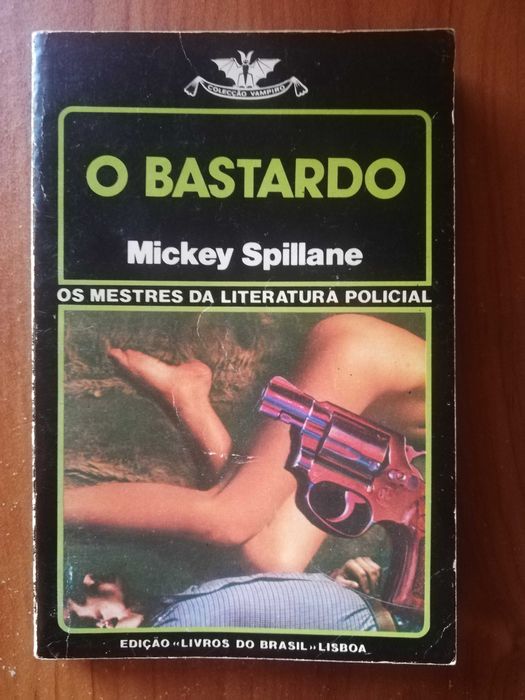 COLECÇÃO VAMPIRO
O BASTARDO
Mickey Spillane
OS MESTRES DA LITERATURA POLICIAL
EDIÇÃO «LIVROS DO BRASIL» LISBOA